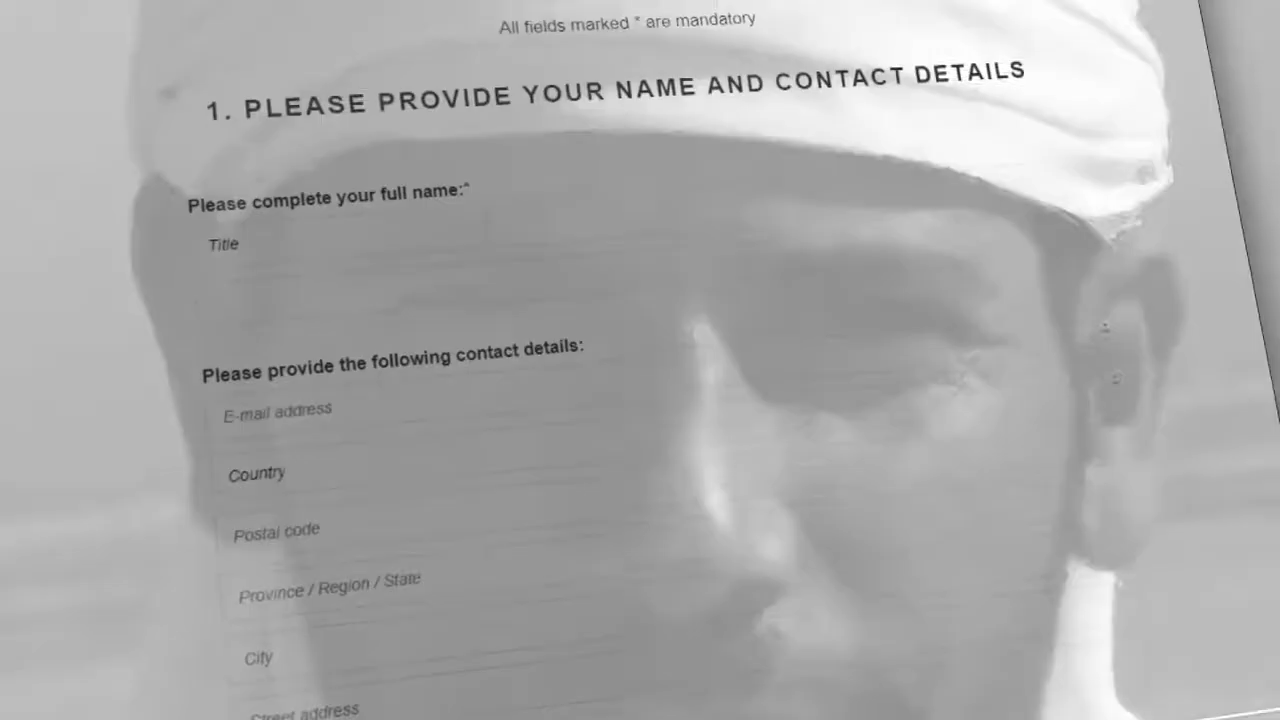 All fields marked * are mandatory
1. PLEASE PROVIDE YOUR NAME AND CONTACT DETAILS
Please complete your full name:*
Title
Please provide the following contact details:
E-mail address
Country
Postal code
Province / Region / State
City
Street address